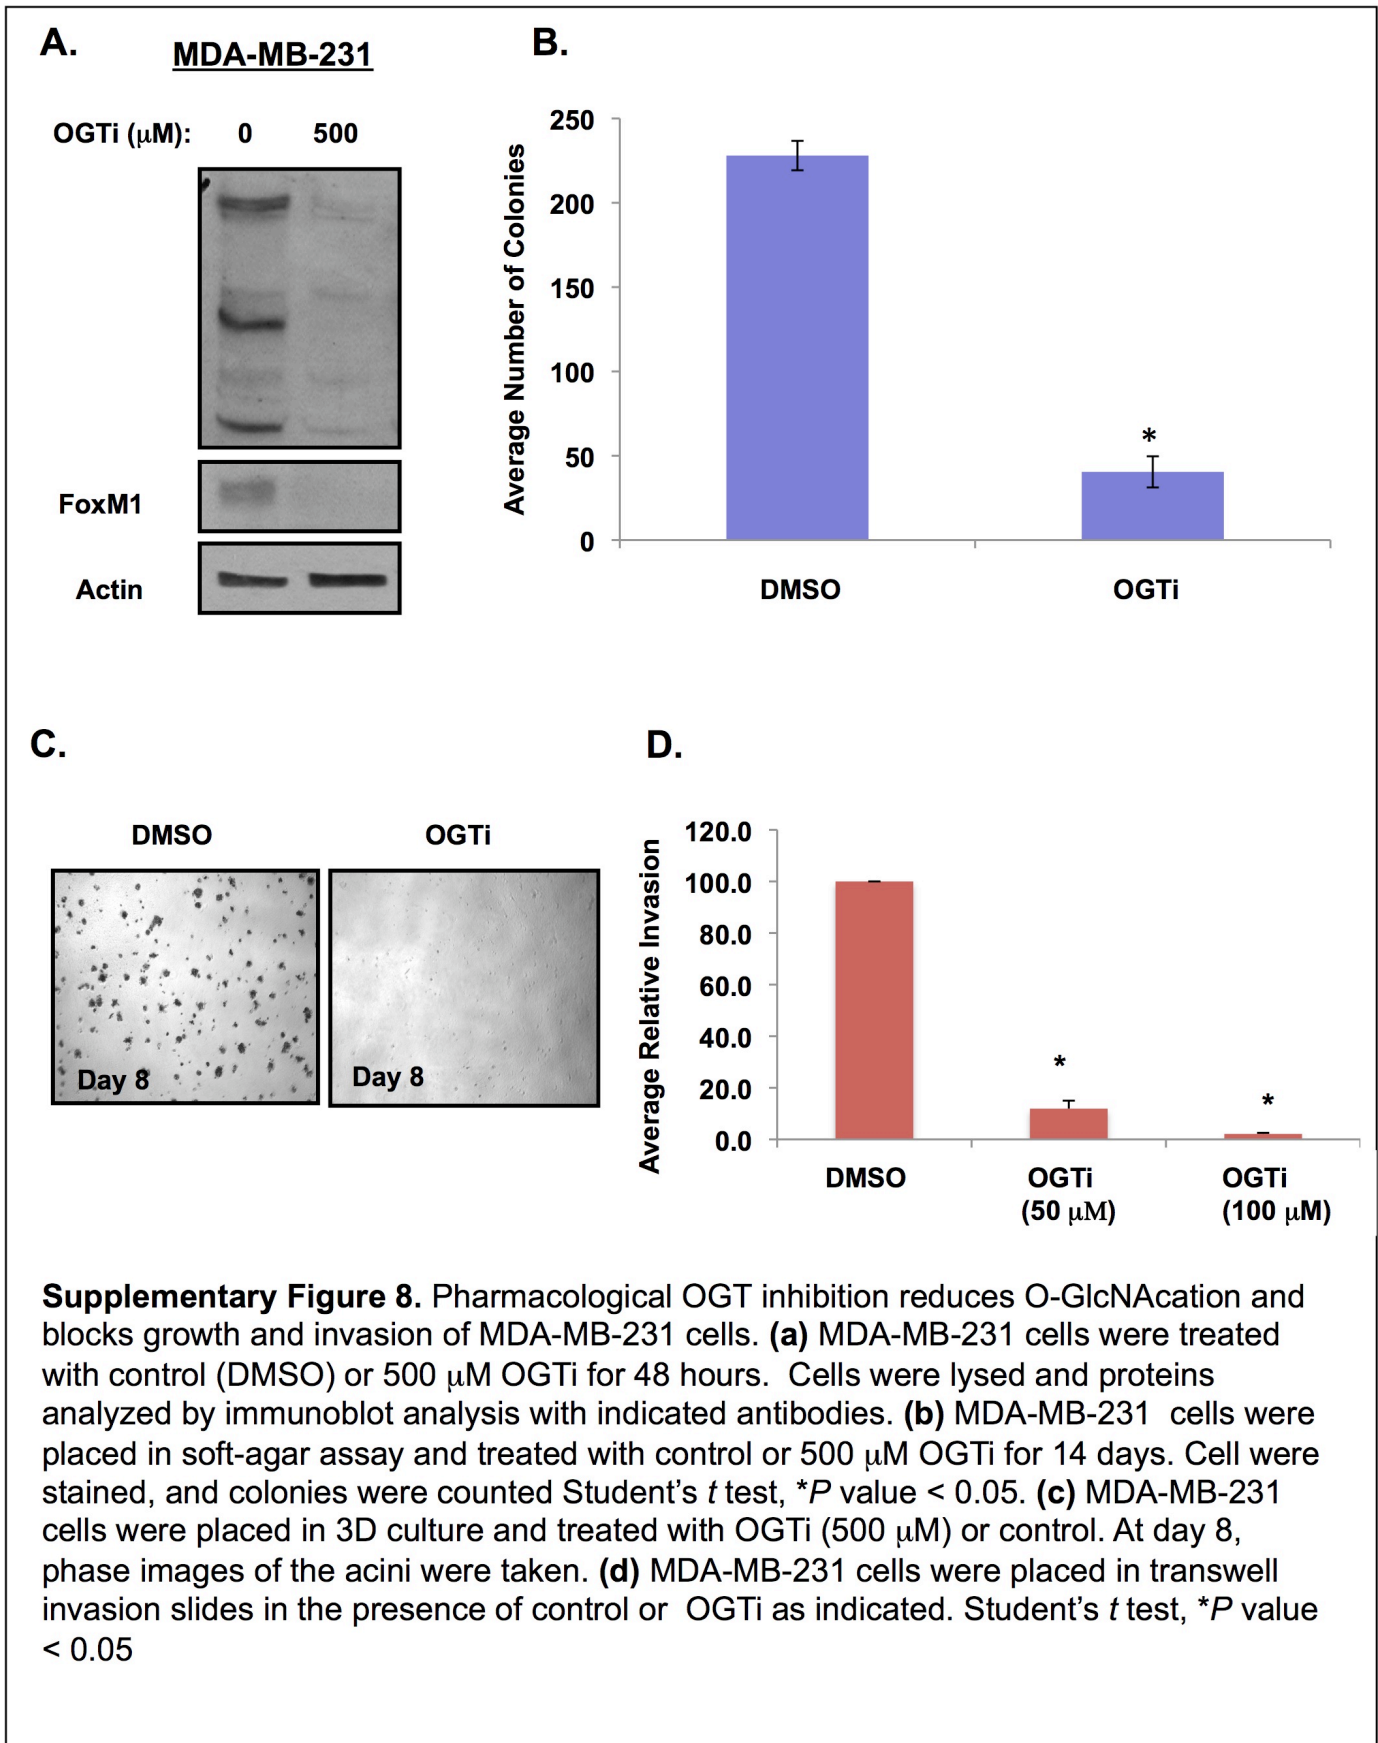 A.
MDA-MB-231
OGTi (μM): 0 500
FoxM1
Actin
B.
Average Number of Colonies
250
200
150
100
50
0
*
DMSO OGTi
C.
DMSO OGTi
Day 8 Day 8
D.
Average Relative Invasion
120.0
100.0
80.0
60.0
40.0
20.0
0.0
*
*
DMSO OGTi OGTi
(50 μM) (100 μM)
Supplementary Figure 8. Pharmacological OGT inhibition reduces O-GlcNAcation and
blocks growth and invasion of MDA-MB-231 cells. (a) MDA-MB-231 cells were treated
with control (DMSO) or 500 μM OGTi for 48 hours.  Cells were lysed and proteins
analyzed by immunoblot analysis with indicated antibodies. (b) MDA-MB-231  cells were
placed in soft-agar assay and treated with control or 500 μM OGTi for 14 days. Cell were
stained, and colonies were counted Student’s t test, *P value < 0.05. (c) MDA-MB-231
cells were placed in 3D culture and treated with OGTi (500 μM) or control. At day 8,
phase images of the acini were taken. (d) MDA-MB-231 cells were placed in transwell
invasion slides in the presence of control or  OGTi as indicated. Student’s t test, *P value
< 0.05